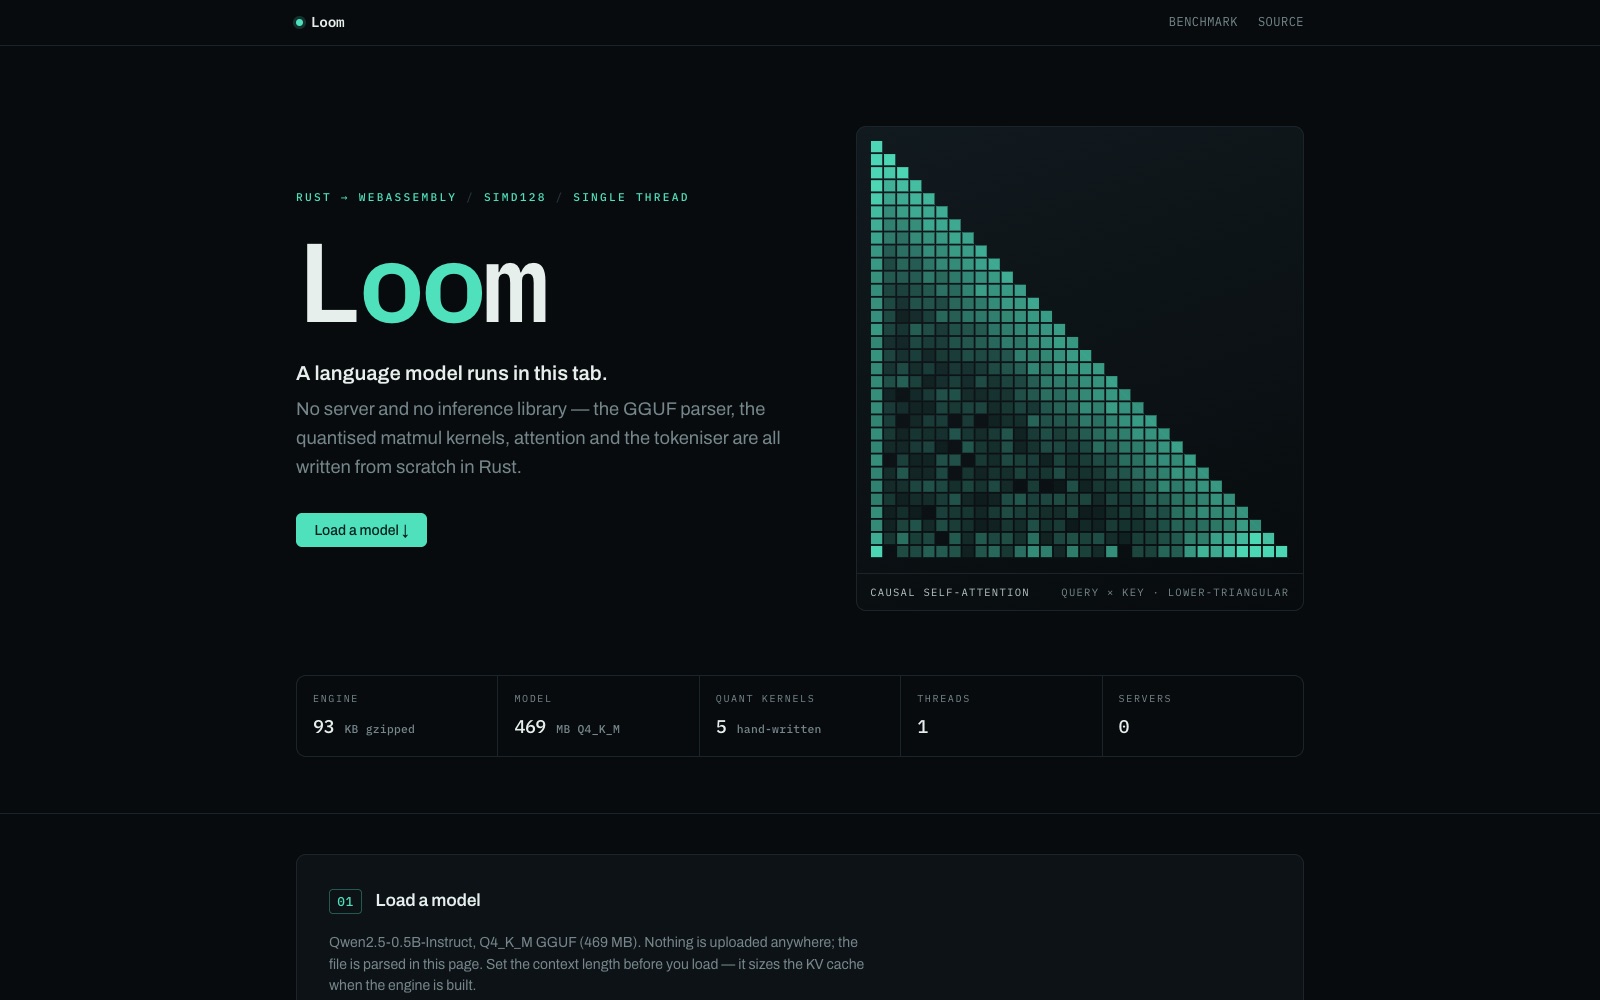 Loom
BENCHMARK SOURCE
RUST → WEBASSEMBLY / SIMD128 / SINGLE THREAD
Loom
A language model runs in this tab.
No server and no inference library — the GGUF parser, the
quantised matmul kernels, attention and the tokeniser are all
written from scratch in Rust.
Load a model ↓
CAUSAL SELF-ATTENTION QUERY × KEY · LOWER-TRIANGULAR
ENGINE
93 KB gzipped
MODEL
469 MB Q4_K_M
QUANT KERNELS
5 hand-written
THREADS
1
SERVERS
0
01 Load a model
Qwen2.5-0.5B-Instruct, Q4_K_M GGUF (469 MB). Nothing is uploaded anywhere; the
file is parsed in this page. Set the context length before you load — it sizes the KV cache
when the engine is built.